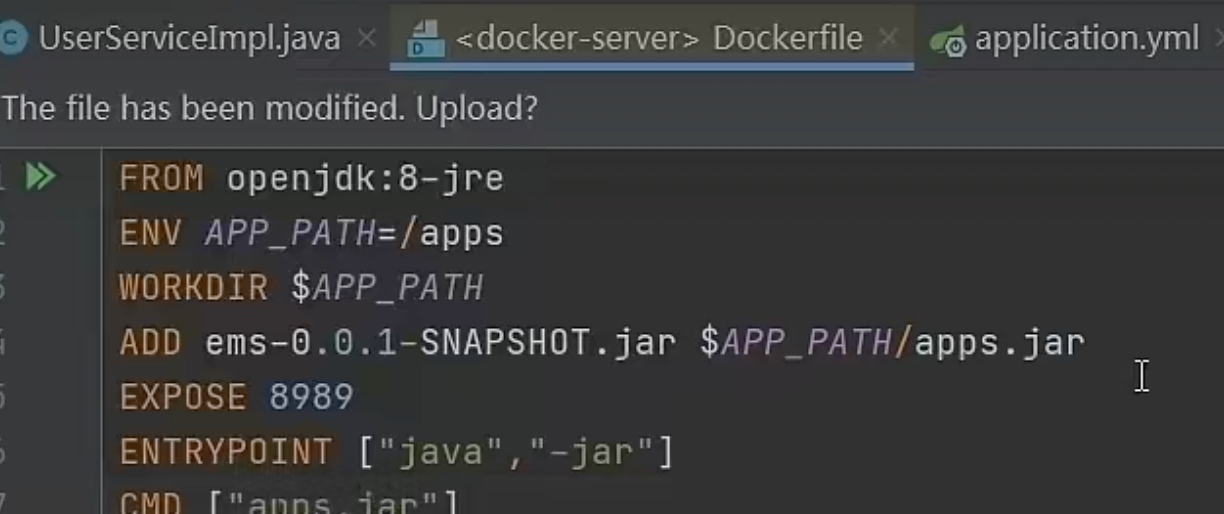 UserServiceImpl.java <docker-server> Dockerfile application.yml
The file has been modified. Upload?
1 FROM openjdk:8-jre
2 ENV APP_PATH=/apps
3 WORKDIR $APP_PATH
4 ADD ems-0.0.1-SNAPSHOT.jar $APP_PATH/apps.jar
5 EXPOSE 8989
6 ENTRYPOINT ["java","-jar"]
7 CMD ["apps.jar"]